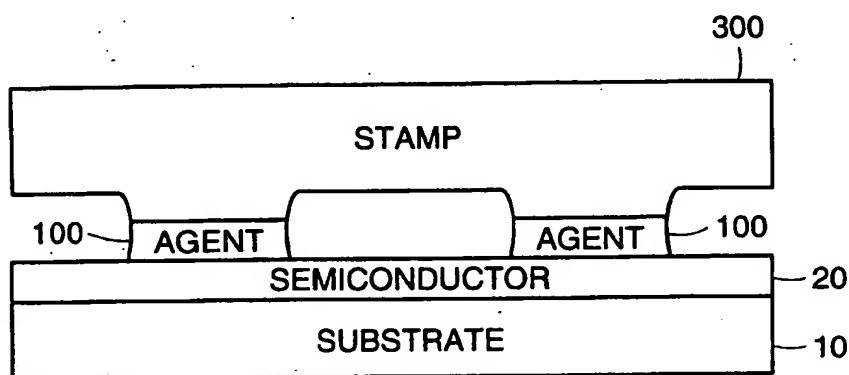 300
STAMP
100 AGENT AGENT 100
SEMICONDUCTOR 20
SUBSTRATE 10